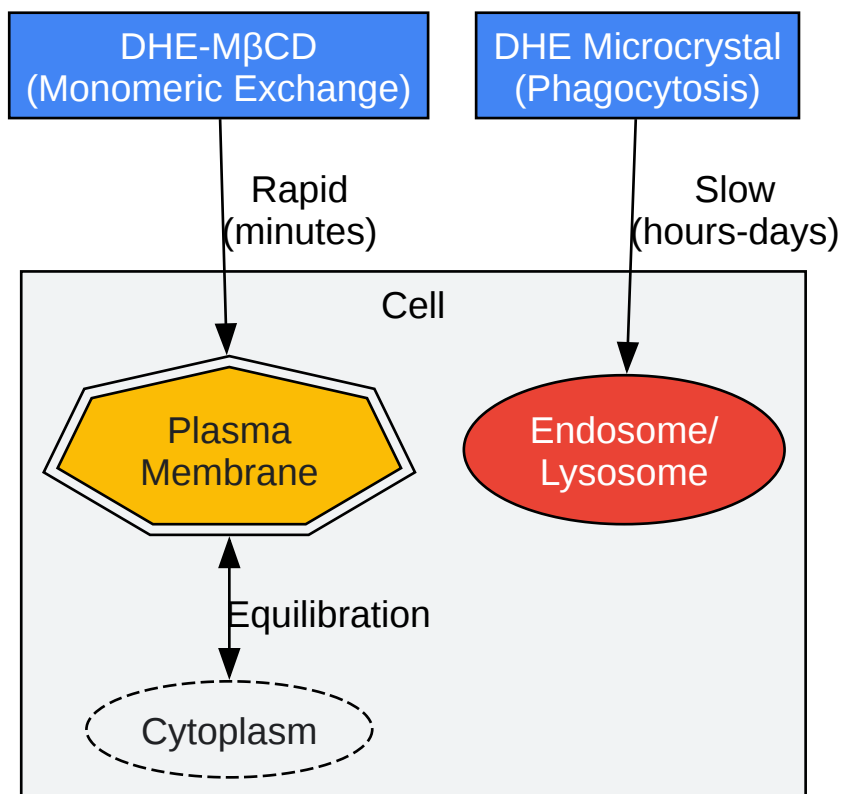 DHE-MβCD
(Monomeric Exchange)
DHE Microcrystal
(Phagocytosis)
Rapid
(minutes)
Slow
(hours-days)
Cell
Plasma
Membrane
Endosome/
Lysosome
Equilibration
Cytoplasm